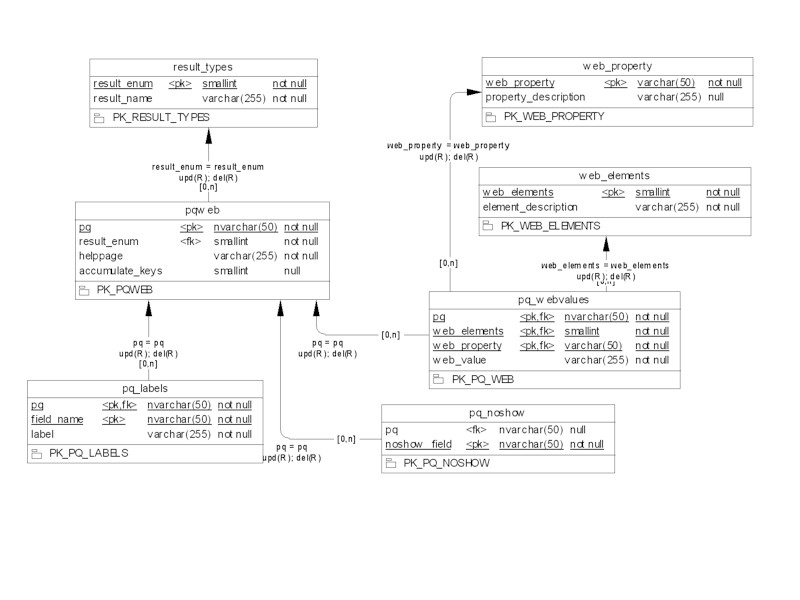 result_types
result_enum <pk> smallint not null
result_name varchar(255) not null
PK_RESULT_TYPES
web_property
web_property <pk> varchar(50) not null
property_description varchar(255) null
PK_WEB_PROPERTY
result_enum = result_enum
upd(R); del(R)
[0,n]
web_property = web_property
upd(R); del(R)
[0,n]
web_elements
web_elements <pk> smallint not null
element_description varchar(255) not null
PK_WEB_ELEMENTS
web_elements = web_elements
upd(R); del(R)
[0,n]
pqweb
pq <pk> nvarchar(50) not null
result_enum <fk> smallint not null
helppage varchar(255) not null
accumulate_keys smallint null
PK_PQWEB
pq_webvalues
pq <pk,fk> nvarchar(50) not null
web_elements <pk,fk> smallint not null
web_property <pk,fk> varchar(50) not null
web_value varchar(255) not null
PK_PQ_WEB
pq = pq
upd(R); del(R)
[0,n]
pq = pq
upd(R); del(R)
[0,n]
pq_labels
pq <pk,fk> nvarchar(50) not null
field_name <pk> nvarchar(50) not null
label varchar(255) not null
PK_PQ_LABELS
pq = pq
upd(R); del(R)
[0,n]
pq_noshow
pq <fk> nvarchar(50) null
noshow_field <pk> nvarchar(50) not null
PK_PQ_NOSHOW